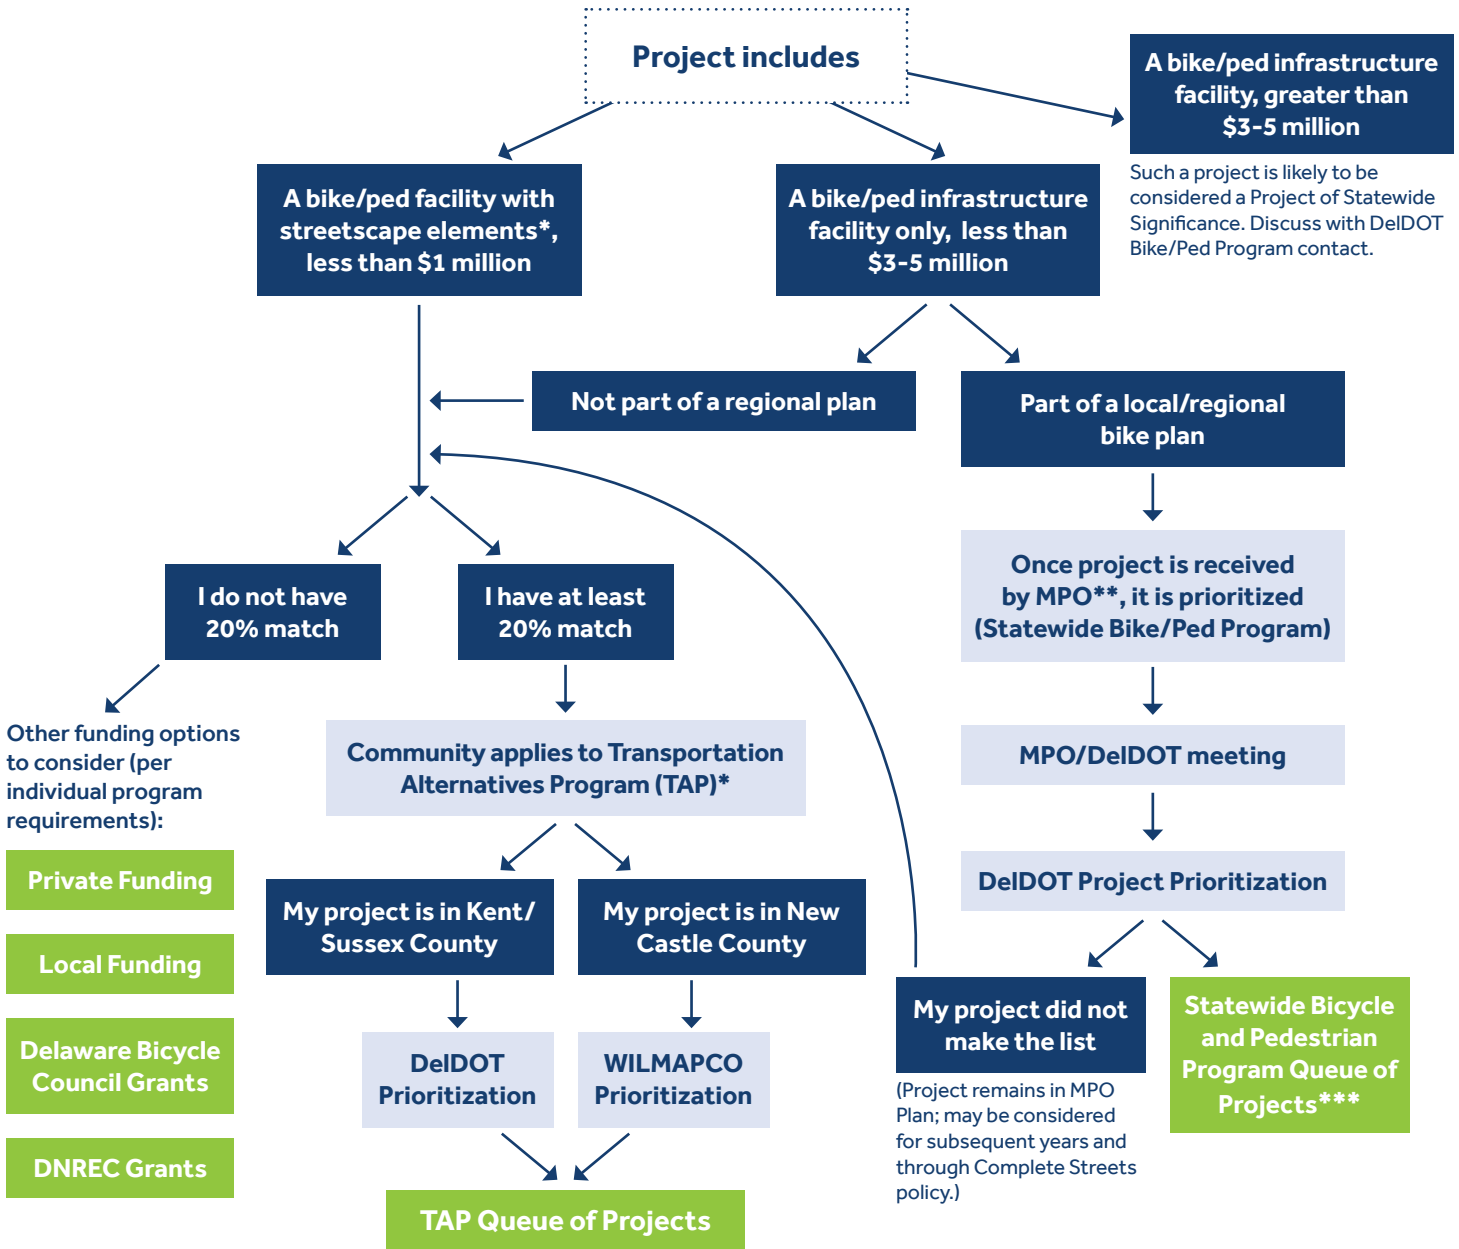 Project includes
A bike/ped infrastructure
facility, greater than
$3-5 million
Such a project is likely to be
considered a Project of Statewide
Significance. Discuss with DelDOT
Bike/Ped Program contact.
A bike/ped facility with
streetscape elements*,
less than $1 million
A bike/ped infrastructure
facility only, less than
$3-5 million
Not part of a regional plan
Part of a local/regional
bike plan
Once project is received
by MPO**, it is prioritized
(Statewide Bike/Ped Program)
I do not have
20% match
I have at least
20% match
Other funding options
to consider (per
individual program
requirements):
Community applies to Transportation
Alternatives Program (TAP)*
MPO/DelDOT meeting
DelDOT Project Prioritization
Private Funding
Local Funding
Delaware Bicycle
Council Grants
DNREC Grants
My project is in Kent/
Sussex County
My project is in New
Castle County
DelDOT
Prioritization
WILMAPCO
Prioritization
TAP Queue of Projects
My project did not
make the list
(Project remains in MPO
Plan; may be considered
for subsequent years and
through Complete Streets
policy.)
Statewide Bicycle
and Pedestrian
Program Queue of
Projects***